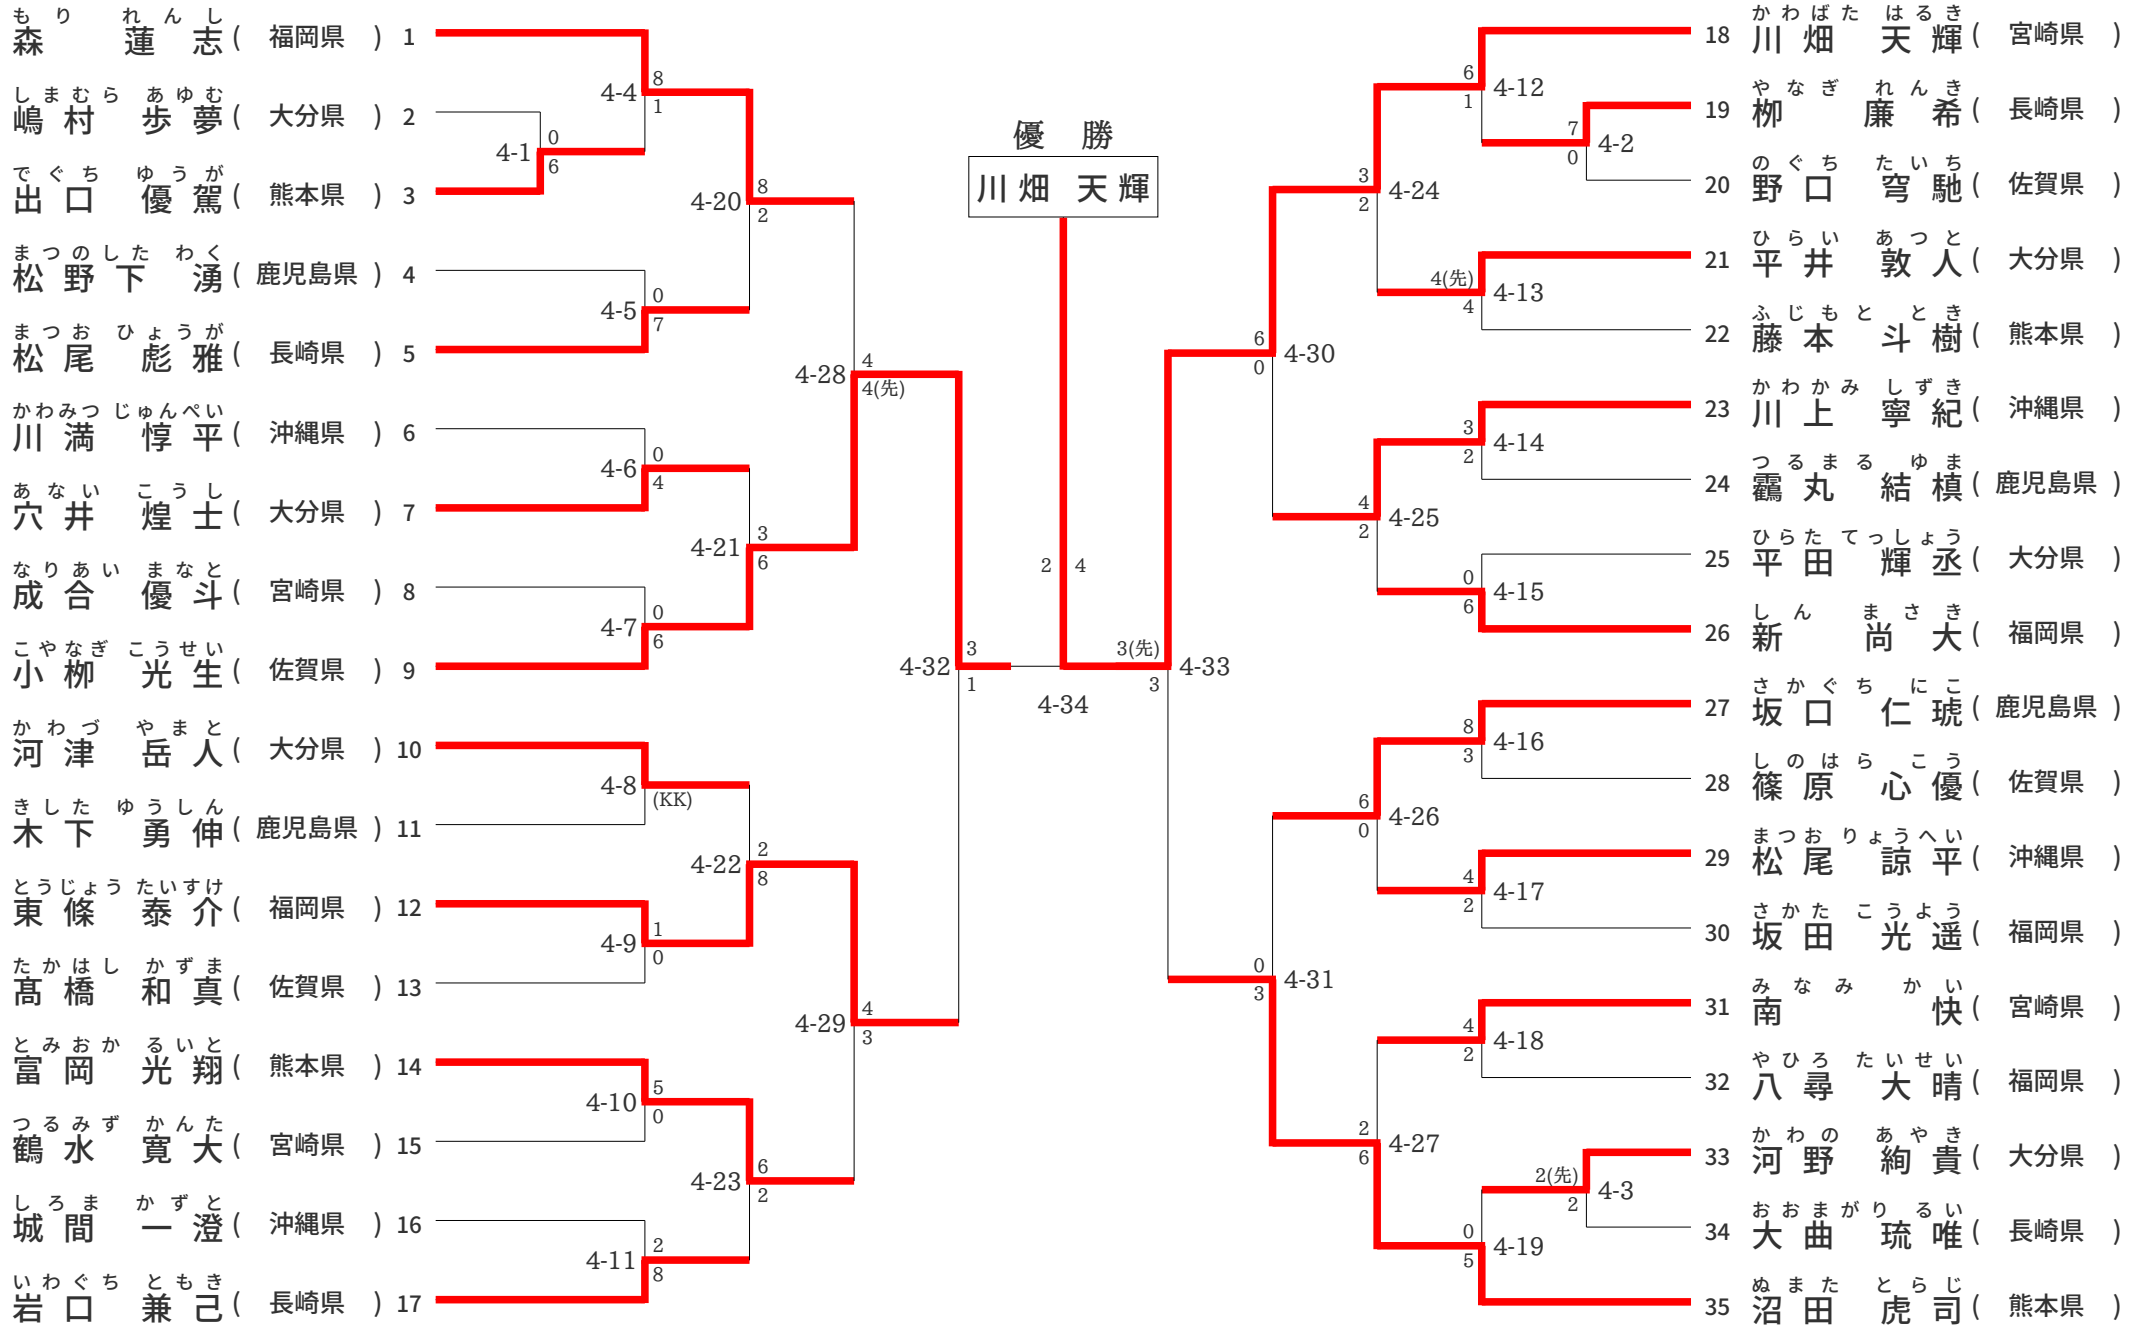 優 勝
川畑 天輝
もり れんし
森 蓮志 ( 福岡県 ) 1
しまむら あゆむ
嶋村 歩夢 ( 大分県 ) 2
でぐち ゆうが
出口 優駕 ( 熊本県 ) 3
まつのした わく
松野下 湧 ( 鹿児島県 ) 4
まつお ひょうが
松尾 彪雅 ( 長崎県 ) 5
かわみつ じゅんぺい
川満 惇平 ( 沖縄県 ) 6
あない こうし
穴井 煌士 ( 大分県 ) 7
なりあい まなと
成合 優斗 ( 宮崎県 ) 8
こやなぎ こうせい
小栁 光生 ( 佐賀県 ) 9
かわづ やまと
河津 岳人 ( 大分県 ) 10
きした ゆうしん
木下 勇伸 ( 鹿児島県 ) 11
とうじょう たいすけ
東條 泰介 ( 福岡県 ) 12
たかはし かずま
髙橋 和真 ( 佐賀県 ) 13
とみおか るいと
富岡 光翔 ( 熊本県 ) 14
つるみず かんた
鶴水 寛大 ( 宮崎県 ) 15
しろま かずと
城間 一澄 ( 沖縄県 ) 16
いわぐち ともき
岩口 兼己 ( 長崎県 ) 17
4-1
0
6
4-4
8
1
4-5
0
7
4-6
0
4
4-7
0
6
4-8
(KK)
4-9
1
0
4-10
5
0
4-11
2
8
4-20
8
2
4-21
3
6
4-22
2
8
4-23
6
2
4-28
4
4(先)
4-29
4
3
4-32
3
1
2
4
4-34
3(先)
3
4-33
6
0
4-30
0
3
4-31
3
2
4-24
4
2
4-25
6
0
4-26
2
6
4-27
6
1
4-12
4(先)
4
4-13
3
2
4-14
0
6
4-15
8
3
4-16
4
2
4-17
4
2
4-18
0
5
4-19
7
0
4-2
2(先)
2
4-3
かわばた はるき
18 川畑 天輝 ( 宮崎県 )
やなぎ れんき
19 栁 廉希 ( 長崎県 )
のぐち たいち
20 野口 穹馳 ( 佐賀県 )
ひらい あつと
21 平井 敦人 ( 大分県 )
ふじもと とき
22 藤本 斗樹 ( 熊本県 )
かわかみ しずき
23 川上 寧紀 ( 沖縄県 )
つるまる ゆま
24 靍丸 結槙 ( 鹿児島県 )
ひらた てっしょう
25 平田 輝丞 ( 大分県 )
しん まさき
26 新 尚大 ( 福岡県 )
さかぐち にこ
27 坂口 仁琥 ( 鹿児島県 )
しのはら こう
28 篠原 心優 ( 佐賀県 )
まつお りょうへい
29 松尾 諒平 ( 沖縄県 )
さかた こうよう
30 坂田 光遥 ( 福岡県 )
みなみ かい
31 南 快 ( 宮崎県 )
やひろ たいせい
32 八尋 大晴 ( 福岡県 )
かわの あやき
33 河野 絢貴 ( 大分県 )
おおまがり るい
34 大曲 琉唯 ( 長崎県 )
ぬまた とらじ
35 沼田 虎司 ( 熊本県 )